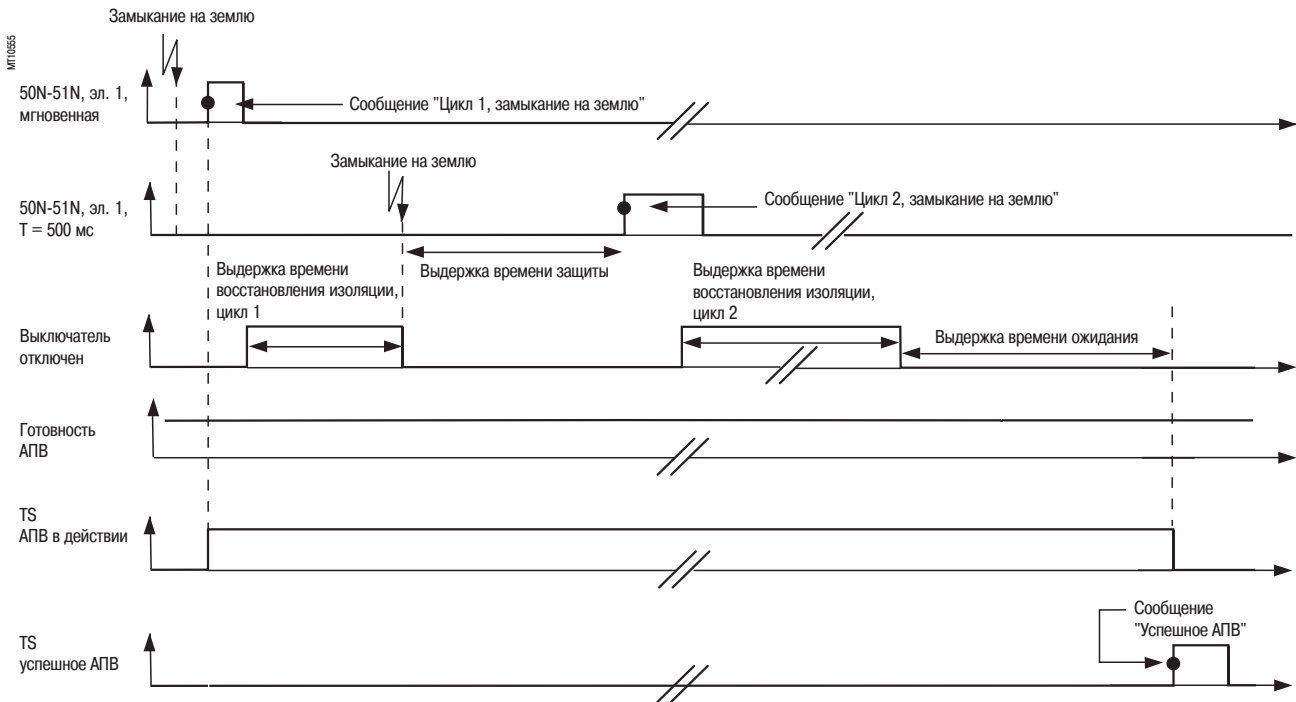 Замыкание на землю
MT10555
50N-51N, эл. 1,
мгновенная
Сообщение "Цикл 1, замыкание на землю"
Замыкание на землю
50N-51N, эл. 1,
T = 500 мс
Сообщение "Цикл 2, замыкание на землю"
Выдержка времени
восстановления изоляции,
цикл 1
Выдержка времени защиты
Выдержка времени
восстановления изоляции,
цикл 2
Выключатель
отключен
Выдержка времени ожидания
Готовность
АПВ
TS
АПВ в действии
TS
успешное АПВ
Сообщение
"Успешное АПВ"